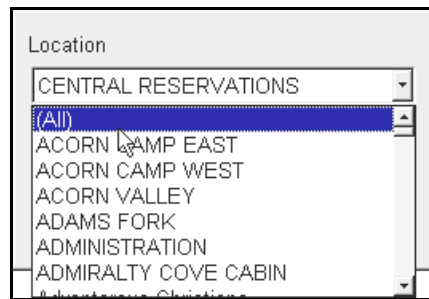 Location
CENTRAL RESERVATIONS
(All)
ACORN CAMP EAST
ACORN CAMP WEST
ACORN VALLEY
ADAMS FORK
ADMINISTRATION
ADMIRALTY COVE CABIN